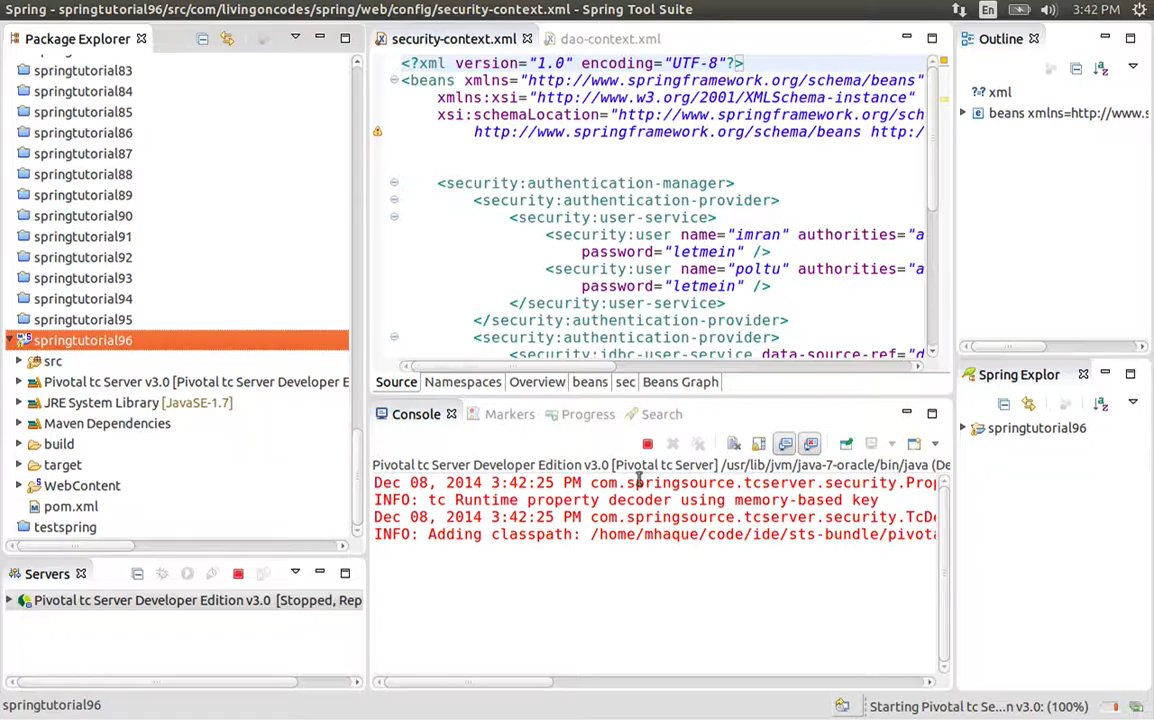 Spring - springtutorial96/src/com/livingoncodes/spring/web/config/security-context.xml - Spring Tool Suite
En
3:42 PM
Package Explorer
springtutorial83
springtutorial84
springtutorial85
springtutorial86
springtutorial87
springtutorial88
springtutorial89
springtutorial90
springtutorial91
springtutorial92
springtutorial93
springtutorial94
springtutorial95
springtutorial96
src
Pivotal tc Server v3.0 [Pivotal tc Server Developer E
JRE System Library [JavaSE-1.7]
Maven Dependencies
build
target
WebContent
pom.xml
testspring
Servers
Pivotal tc Server Developer Edition v3.0 [Stopped, Rep
security-context.xml
dao-context.xml
<?xml version="1.0" encoding="UTF-8"?>
<beans xmlns="http://www.springframework.org/schema/beans"
xmlns:xsi="http://www.w3.org/2001/XMLSchema-instance"
xsi:schemaLocation="http://www.springframework.org/sch
http://www.springframework.org/schema/beans http:/
<security:authentication-manager>
<security:authentication-provider>
<security:user-service>
<security:user name="imran" authorities="a
password="letmein" />
<security:user name="poltu" authorities="a
password="letmein" />
</security:user-service>
</security:authentication-provider>
<security:authentication-provider>
<security:jdbc-user-service data-source-ref="d
Source Namespaces Overview beans sec Beans Graph
Console Markers Progress Search
Pivotal tc Server Developer Edition v3.0 [Pivotal tc Server] /usr/lib/jvm/java-7-oracle/bin/java (De
Dec 08, 2014 3:42:25 PM com.springsource.tcserver.security.Prop
INFO: tc Runtime property decoder using memory-based key
Dec 08, 2014 3:42:25 PM com.springsource.tcserver.security.TcDe
INFO: Adding classpath: /home/mhaque/code/ide/sts-bundle/pivota
Outline
xml
beans xmlns=http://www.s
Spring Explor
springtutorial96
springtutorial96
Starting Pivotal tc Se...n v3.0: (100%)